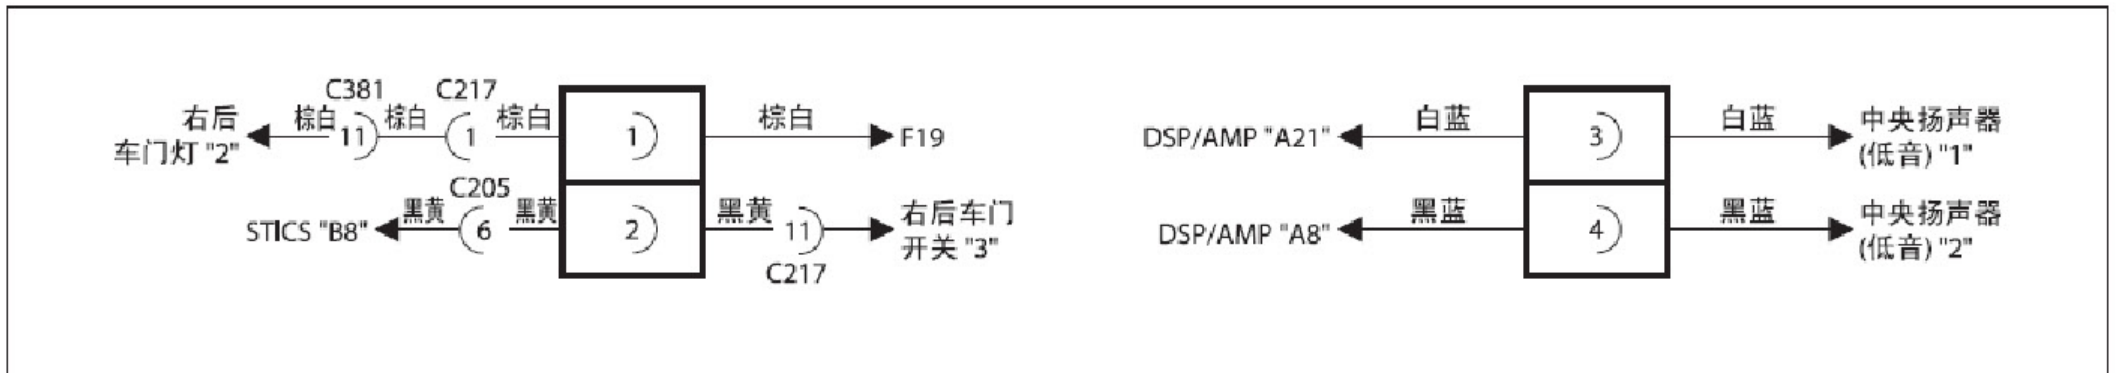 C381 C217
右后 棕白 11 棕白 1 棕白 1 棕白 F19
车门灯 "2"
C205
STICS "B8" 黑黄 6 黑黄 2 黑黄 11 右后车门
开关 "3"
C217
DSP/AMP "A21" 白蓝 3 白蓝 中央扬声器
(低音) "1"
DSP/AMP "A8" 黑蓝 4 黑蓝 中央扬声器
(低音) "2"